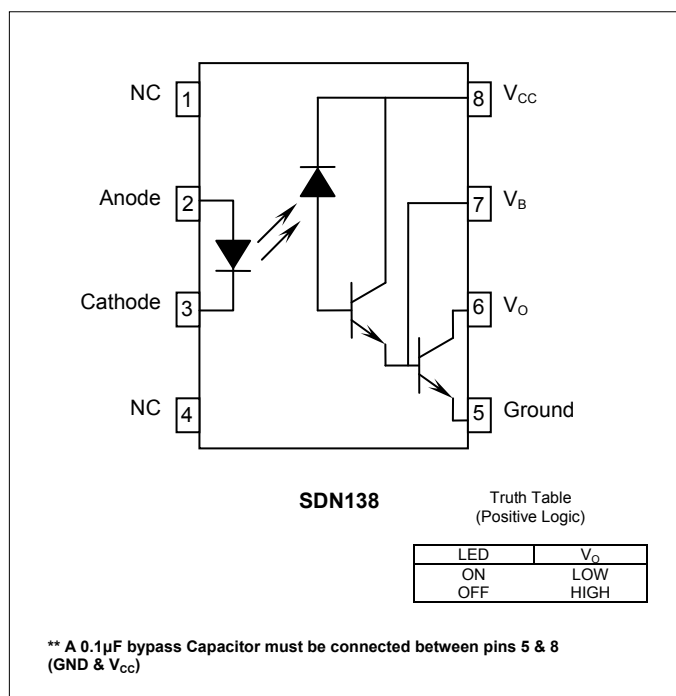 NC 1
8 VCC
Anode 2
7 VB
Cathode 3
6 VO
NC 4
5 Ground
SDN138
Truth Table
(Positive Logic)
LED VO
ON LOW
OFF HIGH
** A 0.1µF bypass Capacitor must be connected between pins 5 & 8
(GND & VCC)